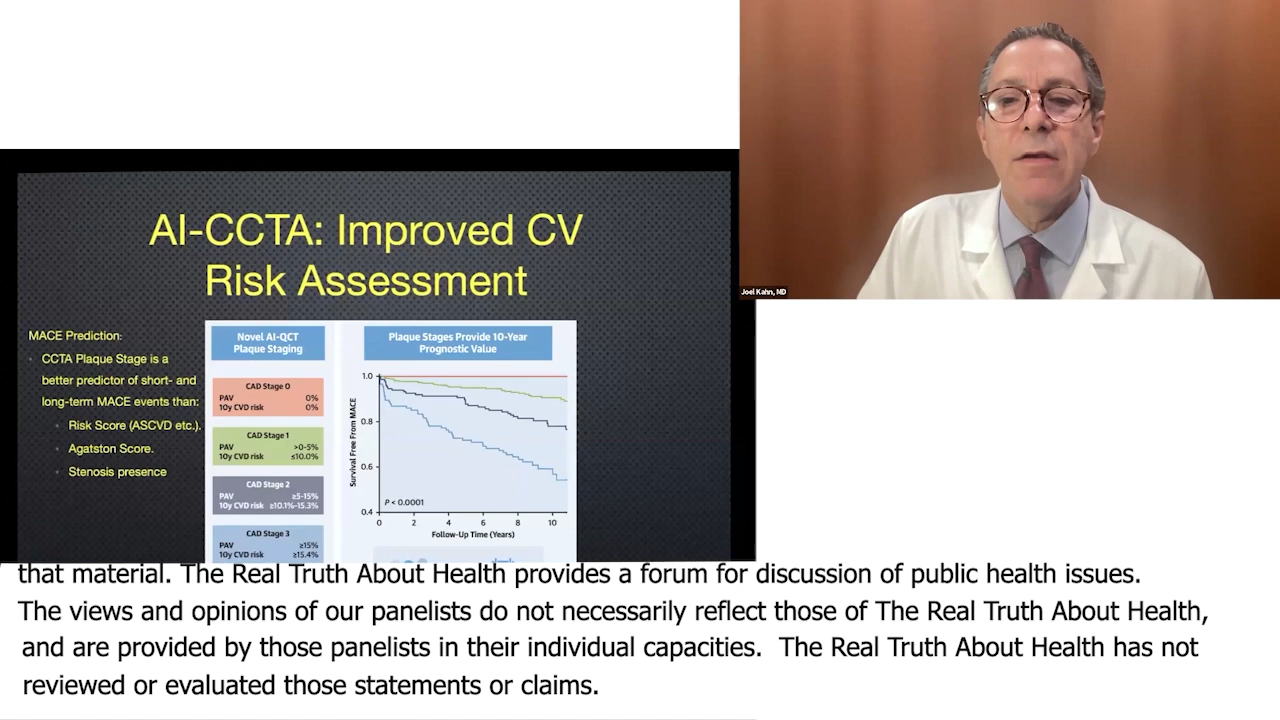 Joel Kahn, MD
AI-CCTA: Improved CV
Risk Assessment
MACE Prediction:
CCTA Plaque Stage is a
better predictor of short- and
long-term MACE events than:
Risk Score (ASCVD etc.).
Agatston Score.
Stenosis presence
Novel AI-QCT
Plaque Staging
CAD Stage 0
PAV 0%
10y CVD risk 0%
CAD Stage 1
PAV >0-5%
10y CVD risk ≤10.0%
CAD Stage 2
PAV ≥5-15%
10y CVD risk ≥10.1%-15.3%
CAD Stage 3
PAV ≥15%
10y CVD risk ≥15.4%
Plaque Stages Provide 10-Year
Prognostic Value
Survival Free From MACE
1.0
0.8
0.6
0.4
P < 0.0001
0 2 4 6 8 10
Follow-Up Time (Years)
that material. The Real Truth About Health provides a forum for discussion of public health issues.
The views and opinions of our panelists do not necessarily reflect those of The Real Truth About Health,
and are provided by those panelists in their individual capacities. The Real Truth About Health has not
reviewed or evaluated those statements or claims.